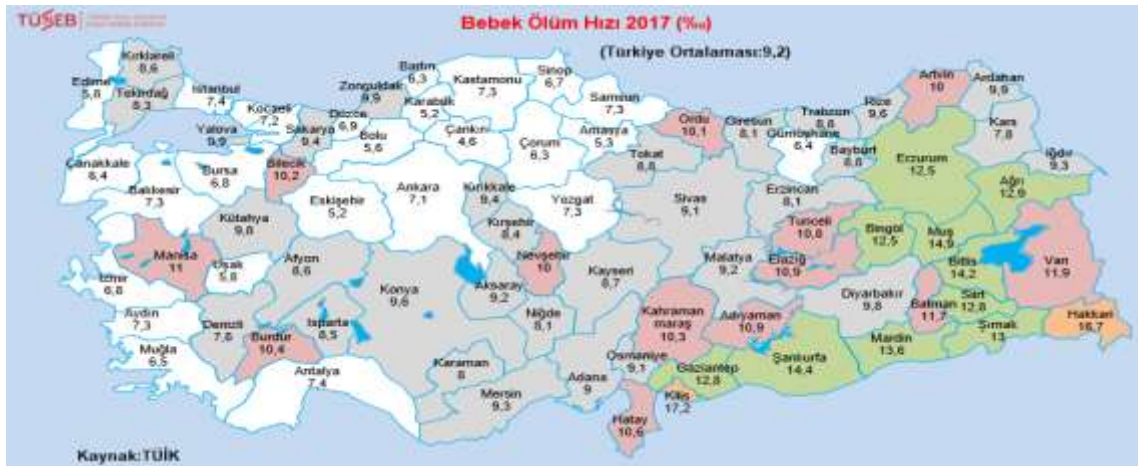 TÜSEB
Bebek Ölüm Hızı 2017 (‰)
(Türkiye Ortalaması:9,2)
Kırklareli
8,6
Edirne
5,8
Tekirdağ
8,3
İstanbul
7,4
Kocaeli
7,2
Yalova
9,9
Sakarya
9,4
Düzce
6,9
Zonguldak
9,9
Bartın
6,3
Karabük
5,2
Kastamonu
7,3
Sinop
6,7
Samsun
7,3
Bolu
5,6
Çankırı
4,6
Çorum
6,3
Amasya
5,3
Ordu
10,1
Giresun
8,1
Trabzon
8,8
Gümüşhane
6,4
Rize
9,6
Bayburt
8,8
Artvin
10
Ardahan
9,9
Kars
7,8
Iğdır
9,3
Ağrı
12,9
Erzurum
12,5
Çanakkale
6,4
Balıkesir
7,3
Bursa
6,8
Bilecik
10,2
Eskişehir
5,2
Ankara
7,1
Kırıkkale
9,4
Kırşehir
8,4
Yozgat
7,3
Tokat
8,8
Sivas
9,1
Erzincan
8,1
Tunceli
10,8
Bingöl
12,5
Muş
14,9
Bitlis
14,2
Van
11,9
Kütahya
9,8
Manisa
11
Uşak
5,8
Afyon
8,6
İzmir
6,8
Aydın
7,3
Denizli
7,6
Muğla
6,5
Burdur
10,4
Isparta
8,5
Antalya
7,4
Konya
9,6
Aksaray
9,2
Nevşehir
10
Niğde
8,1
Kayseri
8,7
Karaman
8
Mersin
9,3
Adana
9
Osmaniye
9,1
Kahraman
maraş
10,3
Malatya
9,2
Elazığ
10,9
Adıyaman
10,9
Diyarbakır
9,8
Batman
11,7
Siirt
12,8
Şırnak
13
Hakkari
16,7
Mardin
13,6
Şanlıurfa
14,4
Gaziantep
12,8
Kilis
17,2
Hatay
10,6
Kaynak:TÜİK